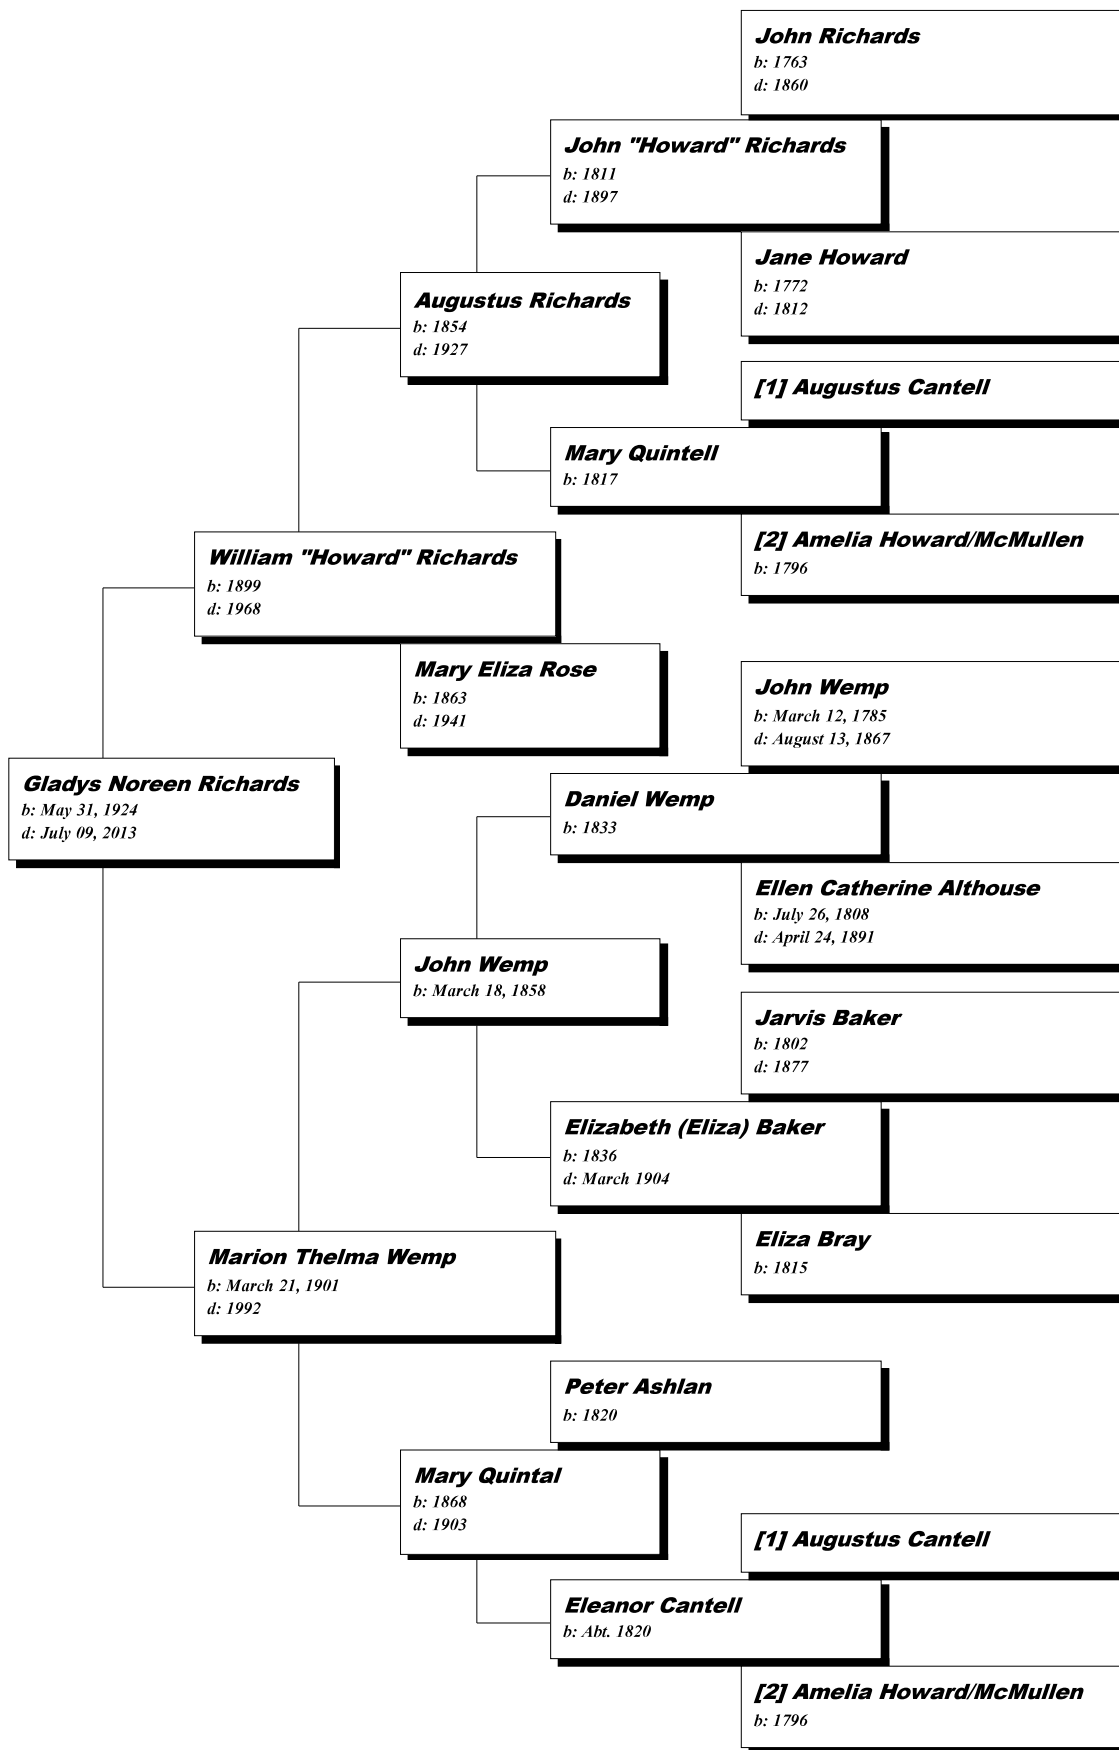 John Richards
b: 1763
d: 1860
John "Howard" Richards
b: 1811
d: 1897
Jane Howard
b: 1772
d: 1812
Augustus Richards
b: 1854
d: 1927
[1] Augustus Cantell
Mary Quintell
b: 1817
[2] Amelia Howard/McMullen
b: 1796
William "Howard" Richards
b: 1899
d: 1968
Mary Eliza Rose
b: 1863
d: 1941
John Wemp
b: March 12, 1785
d: August 13, 1867
Gladys Noreen Richards
b: May 31, 1924
d: July 09, 2013
Daniel Wemp
b: 1833
Ellen Catherine Althouse
b: July 26, 1808
d: April 24, 1891
John Wemp
b: March 18, 1858
Jarvis Baker
b: 1802
d: 1877
Elizabeth (Eliza) Baker
b: 1836
d: March 1904
Eliza Bray
b: 1815
Marion Thelma Wemp
b: March 21, 1901
d: 1992
Peter Ashlan
b: 1820
Mary Quintal
b: 1868
d: 1903
[1] Augustus Cantell
Eleanor Cantell
b: Abt. 1820
[2] Amelia Howard/McMullen
b: 1796